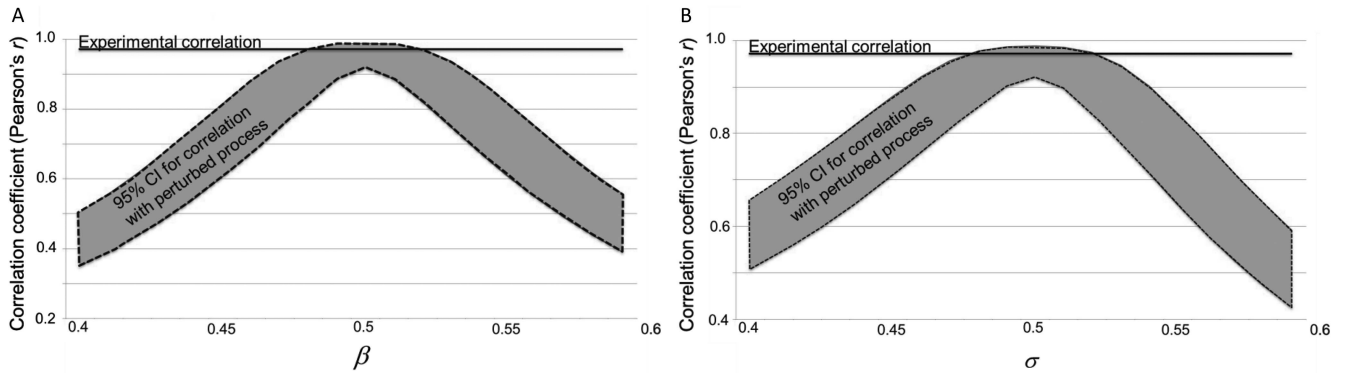 A
Correlation coefficient (Pearson's r)
1.0
0.8
0.6
0.4
0.2
Experimental correlation
95% CI for correlation
with perturbed process
0.4
0.45
0.5
0.55
0.6
β
B
Correlation coefficient (Pearson's r)
1.0
0.8
0.6
0.4
Experimental correlation
95% CI for correlation
with perturbed process
0.4
0.45
0.5
0.55
0.6
σ